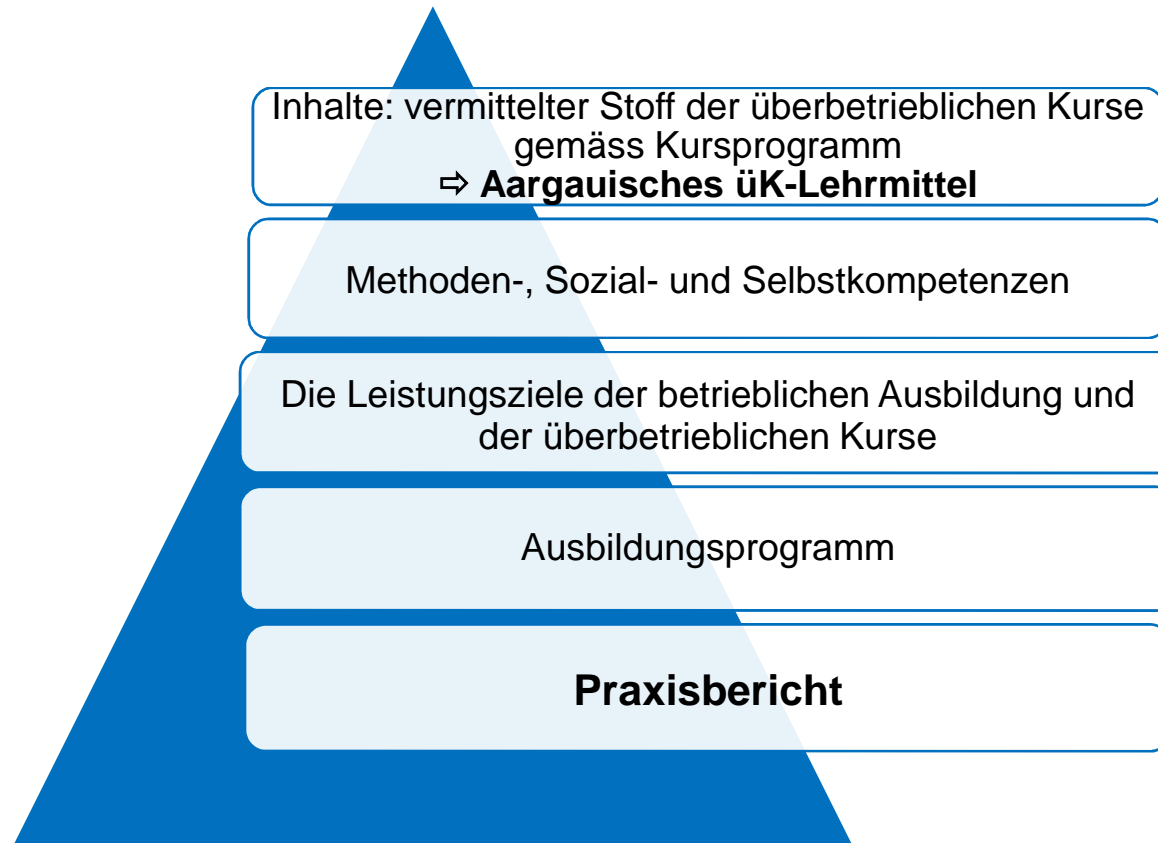 Inhalte: vermittelter Stoff der überbetrieblichen Kurse
gemäss Kursprogramm
⇨ Aargauisches üK-Lehrmittel
Methoden-, Sozial- und Selbstkompetenzen
Die Leistungsziele der betrieblichen Ausbildung und
der überbetrieblichen Kurse
Ausbildungsprogramm
Praxisbericht